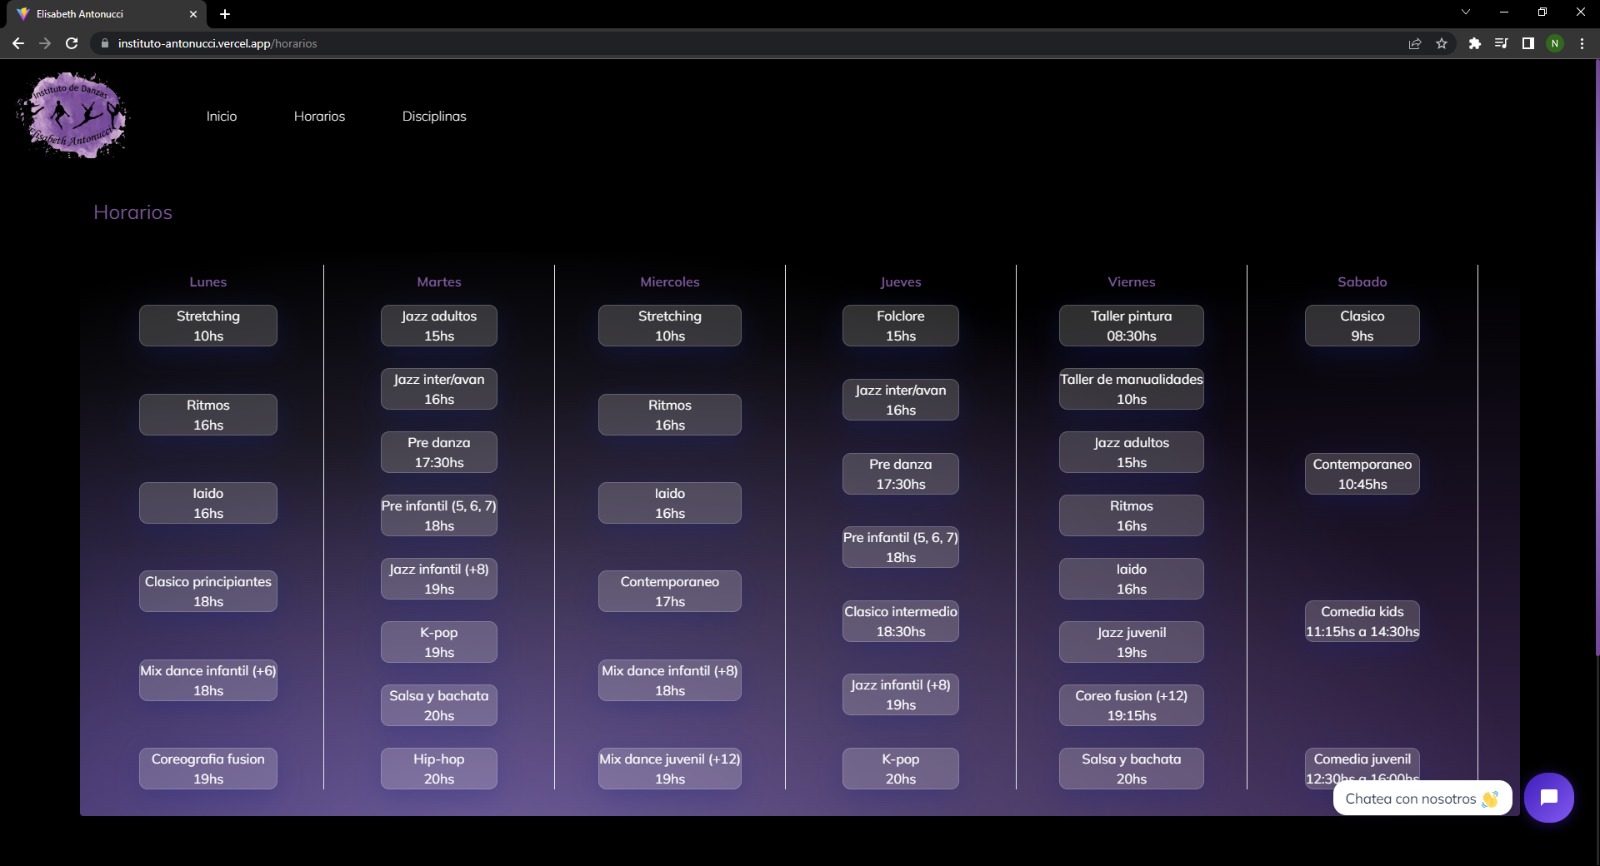 Elisabeth Antonucci
instituto-antonucci.vercel.app/horarios
N
Instituto de Danzas
Elisabeth Antonucci
Inicio
Horarios
Disciplinas
Horarios
Lunes
Stretching
10hs
Ritmos
16hs
Iaido
16hs
Clasico principiantes
18hs
Mix dance infantil (+6)
18hs
Coreografia fusion
19hs
Martes
Jazz adultos
15hs
Jazz inter/avan
16hs
Pre danza
17:30hs
Pre infantil (5, 6, 7)
18hs
Jazz infantil (+8)
19hs
K-pop
19hs
Salsa y bachata
20hs
Hip-hop
20hs
Miercoles
Stretching
10hs
Ritmos
16hs
Iaido
16hs
Contemporaneo
17hs
Mix dance infantil (+8)
18hs
Mix dance juvenil (+12)
19hs
Jueves
Folclore
15hs
Jazz inter/avan
16hs
Pre danza
17:30hs
Pre infantil (5, 6, 7)
18hs
Clasico intermedio
18:30hs
Jazz infantil (+8)
19hs
K-pop
20hs
Viernes
Taller pintura
08:30hs
Taller de manualidades
10hs
Jazz adultos
15hs
Ritmos
16hs
Iaido
16hs
Jazz juvenil
19hs
Coreo fusion (+12)
19:15hs
Salsa y bachata
20hs
Sabado
Clasico
9hs
Contemporaneo
10:45hs
Comedia kids
11:15hs a 14:30hs
Comedia juvenil
12:30hs a 16:00hs
Chatea con nosotros 👋